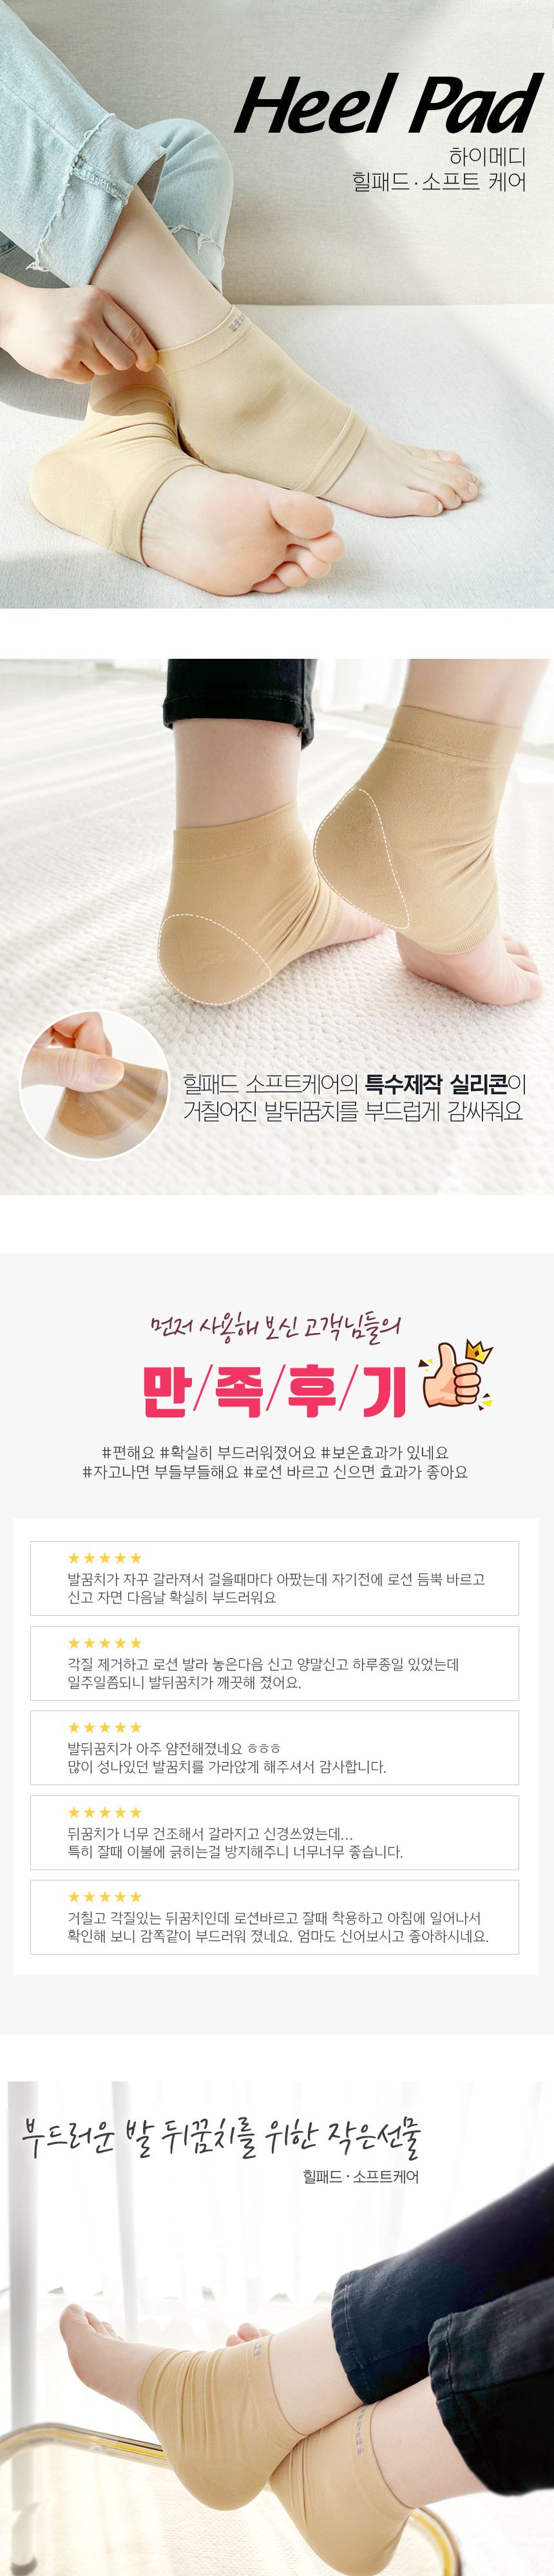 Heel Pad
하이메디
힐패드·소프트 케어
힐패드 소프트케어의 특수제작 실리콘이
거칠어진 발뒤꿈치를 부드럽게 감싸줘요
먼저 사용해 보신 고객님들의
만/족/후/기
#편해요 #확실히 부드러워졌어요 #보온효과가 있네요
#자고나면 부들부들해요 #로션 바르고 신으면 효과가 좋아요
★★★★★
발꿈치가 자꾸 갈라져서 걸을때마다 아팠는데 자기전에 로션 듬뿍 바르고
신고 자면 다음날 확실히 부드러워요
★★★★★
각질 제거하고 로션 발라 놓은다음 신고 양말신고 하루종일 있었는데
일주일쯤되니 발뒤꿈치가 깨끗해 졌어요.
★★★★★
발뒤꿈치가 아주 얌전해졌네요 ㅎㅎㅎ
많이 성나있던 발꿈치를 가라앉게 해주셔서 감사합니다.
★★★★★
뒤꿈치가 너무 건조해서 갈라지고 신경쓰였는데...
특히 잘때 이불에 긁히는걸 방지해주니 너무너무 좋습니다.
★★★★★
거칠고 각질있는 뒤꿈치인데 로션바르고 잘때 착용하고 아침에 일어나서
확인해 보니 감쪽같이 부드러워 졌네요. 엄마도 신어보시고 좋아하시네요.
부드러운 발 뒤꿈치를 위한 작은선물
힐패드·소프트케어